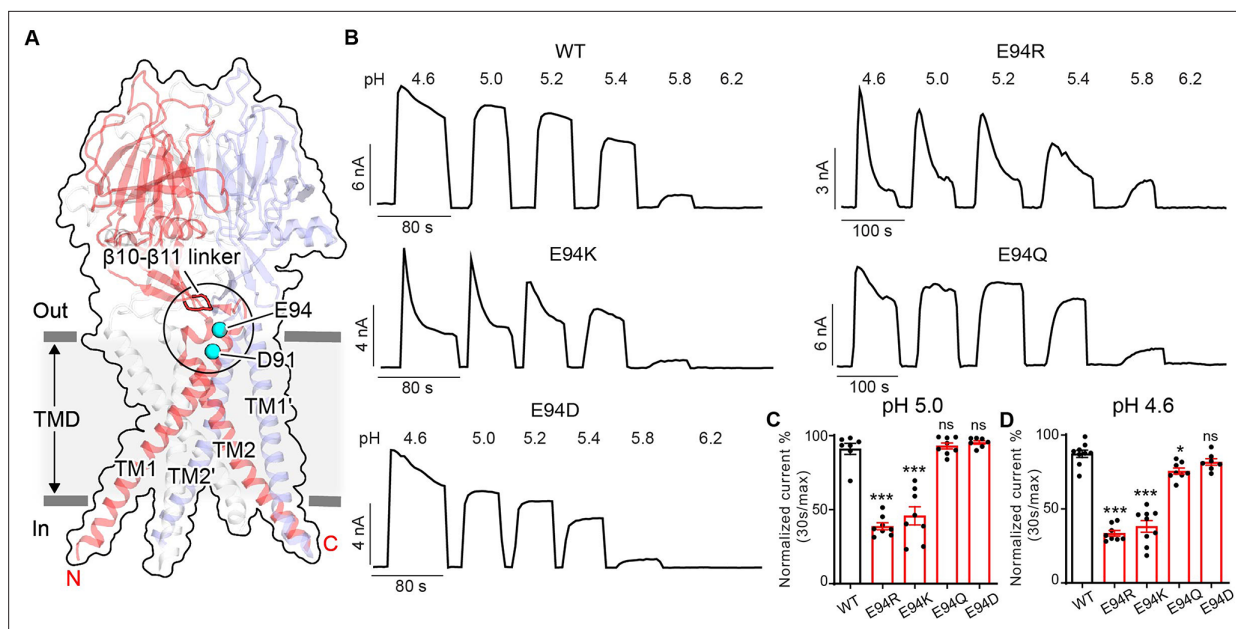 A
β10-β11 linker
Out
E94
D91
TMD
TM1'
TM2
TM1
TM2'
In
C
N
B
WT
pH 4.6 5.0 5.2 5.4 5.8 6.2
6 nA
80 s
E94R
4.6 5.0 5.2 5.4 5.8 6.2
3 nA
100 s
E94K
4 nA
80 s
E94Q
6 nA
100 s
E94D
pH 4.6 5.0 5.2 5.4 5.8 6.2
4 nA
80 s
C
pH 5.0
ns ns
*** ***
Normalized current %
(30s/max)
100
50
0
WT E94R E94K E94Q E94D
D
pH 4.6
* ns
*** ***
Normalized current %
(30s/max)
100
50
0
WT E94R E94K E94Q E94D